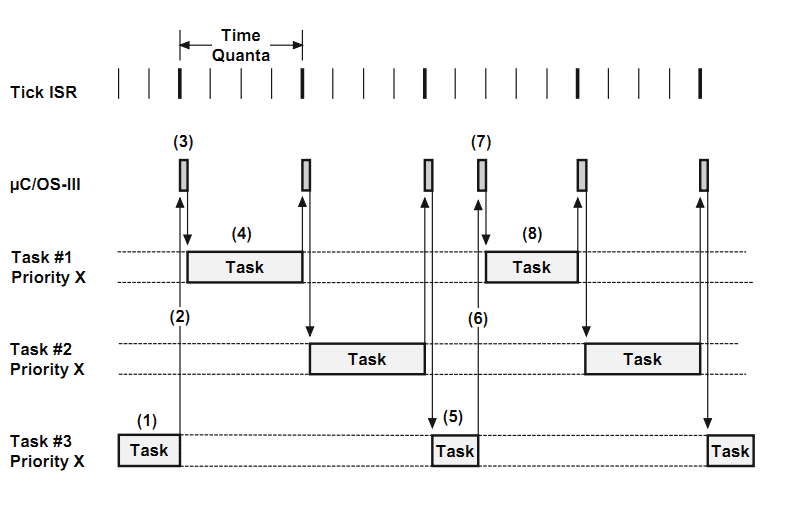 Time
Quanta
Tick ISR
(3)
(7)
µC/OS-III
(4)
(8)
Task #1
Priority X
Task
Task
(2)
(6)
Task #2
Priority X
Task
Task
(1)
(5)
Task #3
Priority X
Task
Task
Task